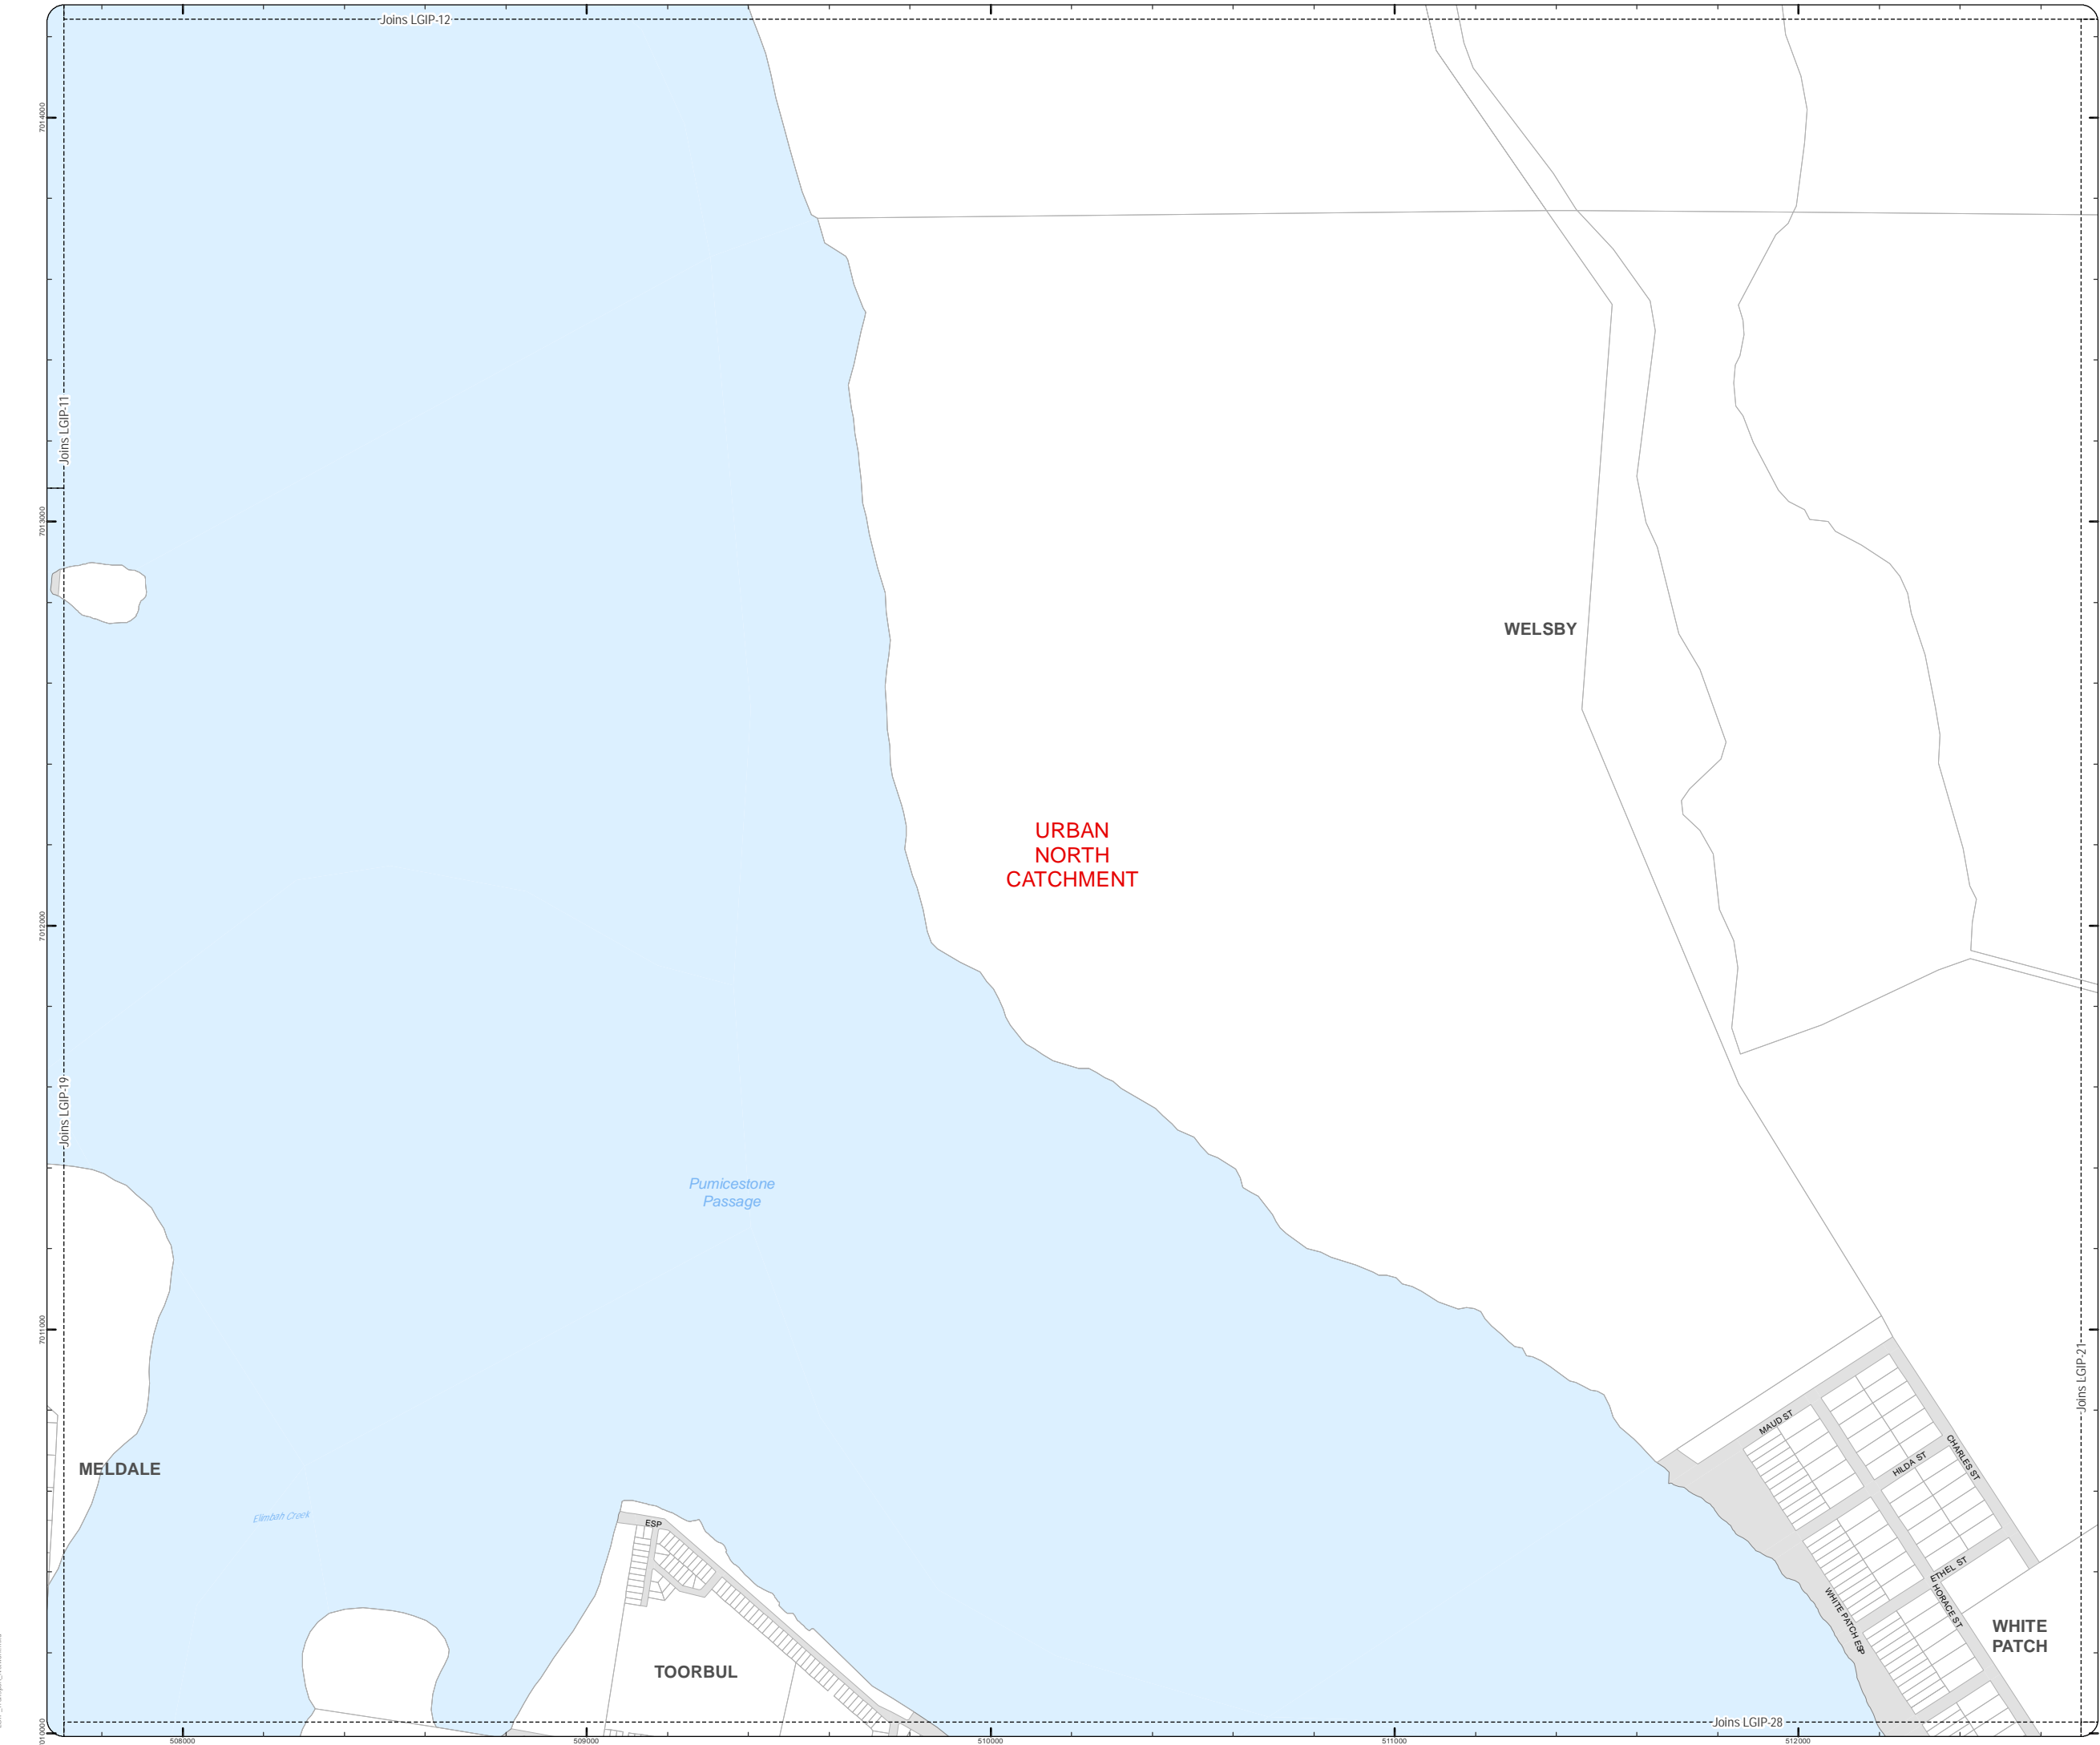 Joins LGIP-12
7014000
Joins LGIP-11
7013000
WELSBY
URBAN
NORTH
CATCHMENT
7012000
Joins LGIP-19
Pumicestone
Passage
7011000
Joins LGIP-21
MAUD ST
CHARLES ST
HILDA ST
MELDALE
Elimbah Creek
ESP
ETHEL ST
HORACE ST
WHITE PATCH ESP
WHITE
PATCH
TOORBUL
Joins LGIP-28
508000
509000
510000
511000
512000